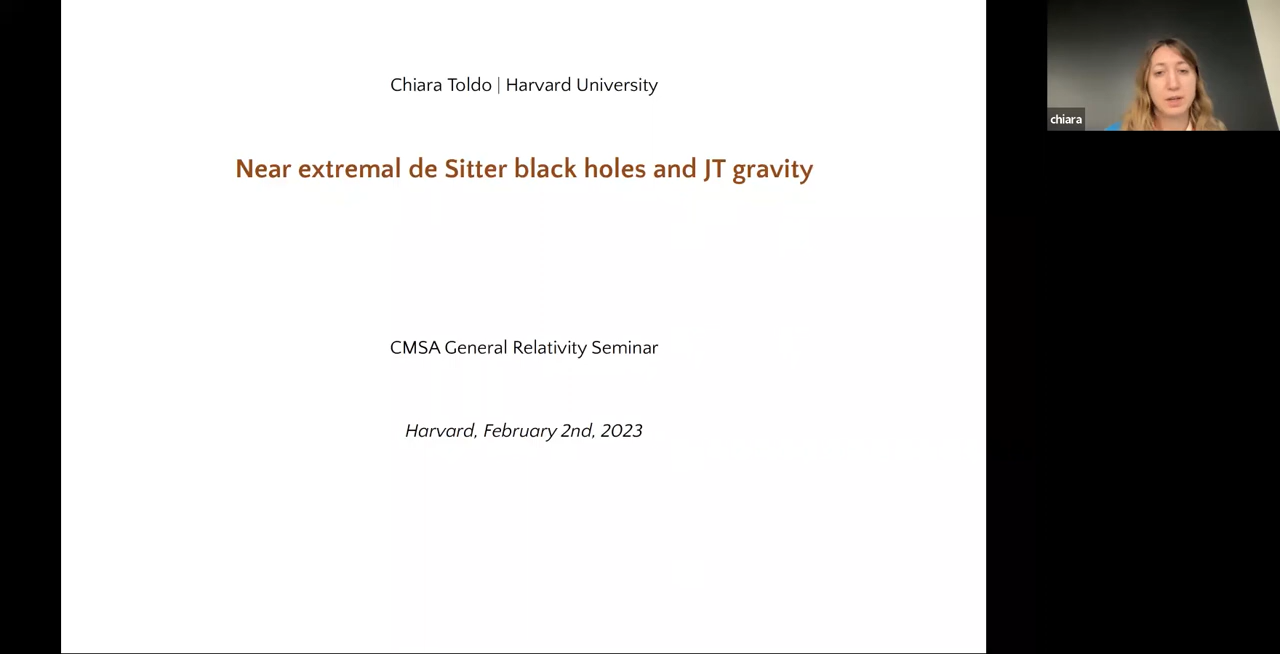 Chiara Toldo | Harvard University
Near extremal de Sitter black holes and JT gravity
CMSA General Relativity Seminar
Harvard, February 2nd, 2023
chiara